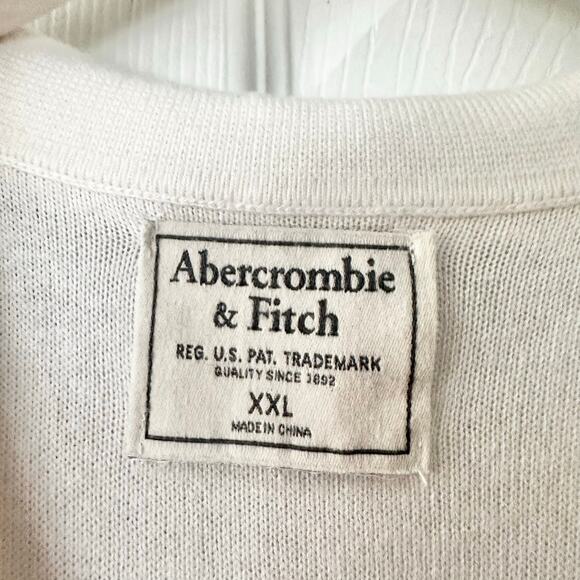 Abercrombie
& Fitch
REG. U.S. PAT. TRADEMARK
QUALITY SINCE 1892
XXL
MADE IN CHINA